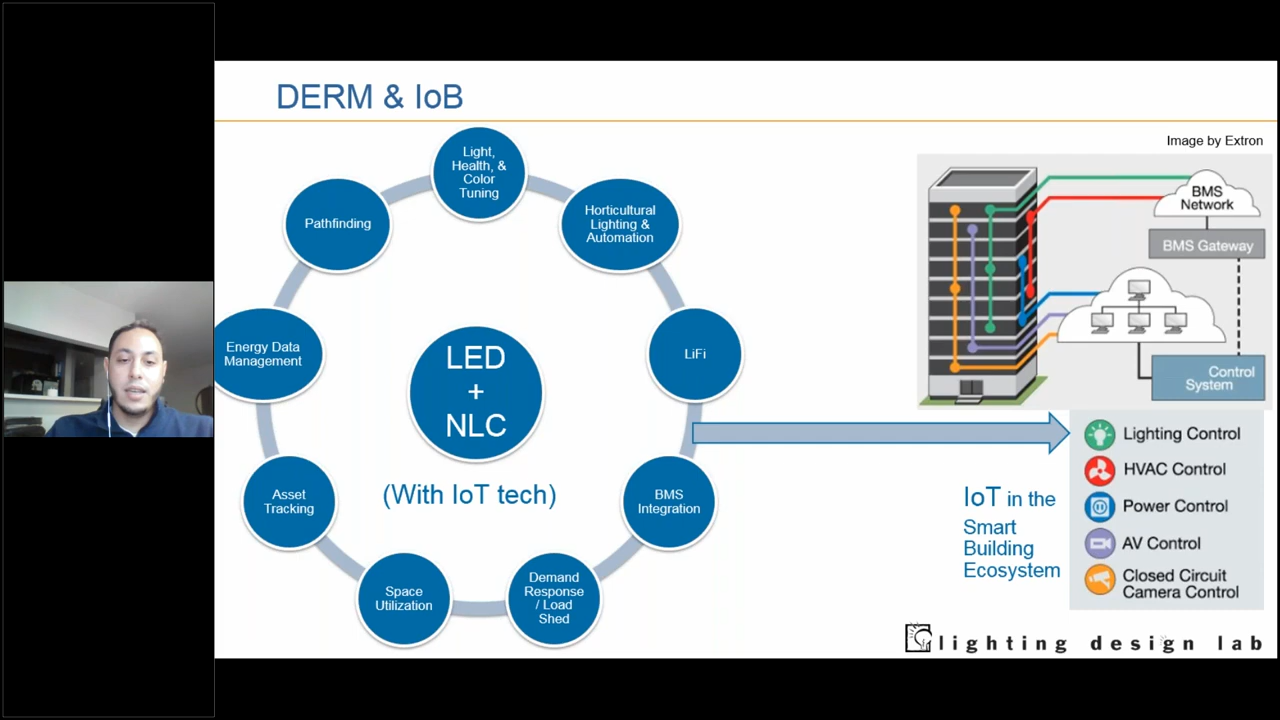 DERM & IoB
Image by Extron
Light,
Health, &
Color
Tuning
Horticultural
Lighting &
Automation
LiFi
BMS
Integration
Demand
Response
/ Load
Shed
Space
Utilization
Asset
Tracking
Energy Data
Management
Pathfinding
LED
+
NLC
(With IoT tech)
BMS
Network
BMS Gateway
Control
System
IoT in the
Smart
Building
Ecosystem
Lighting Control
HVAC Control
Power Control
AV Control
Closed Circuit
Camera Control
lighting design lab